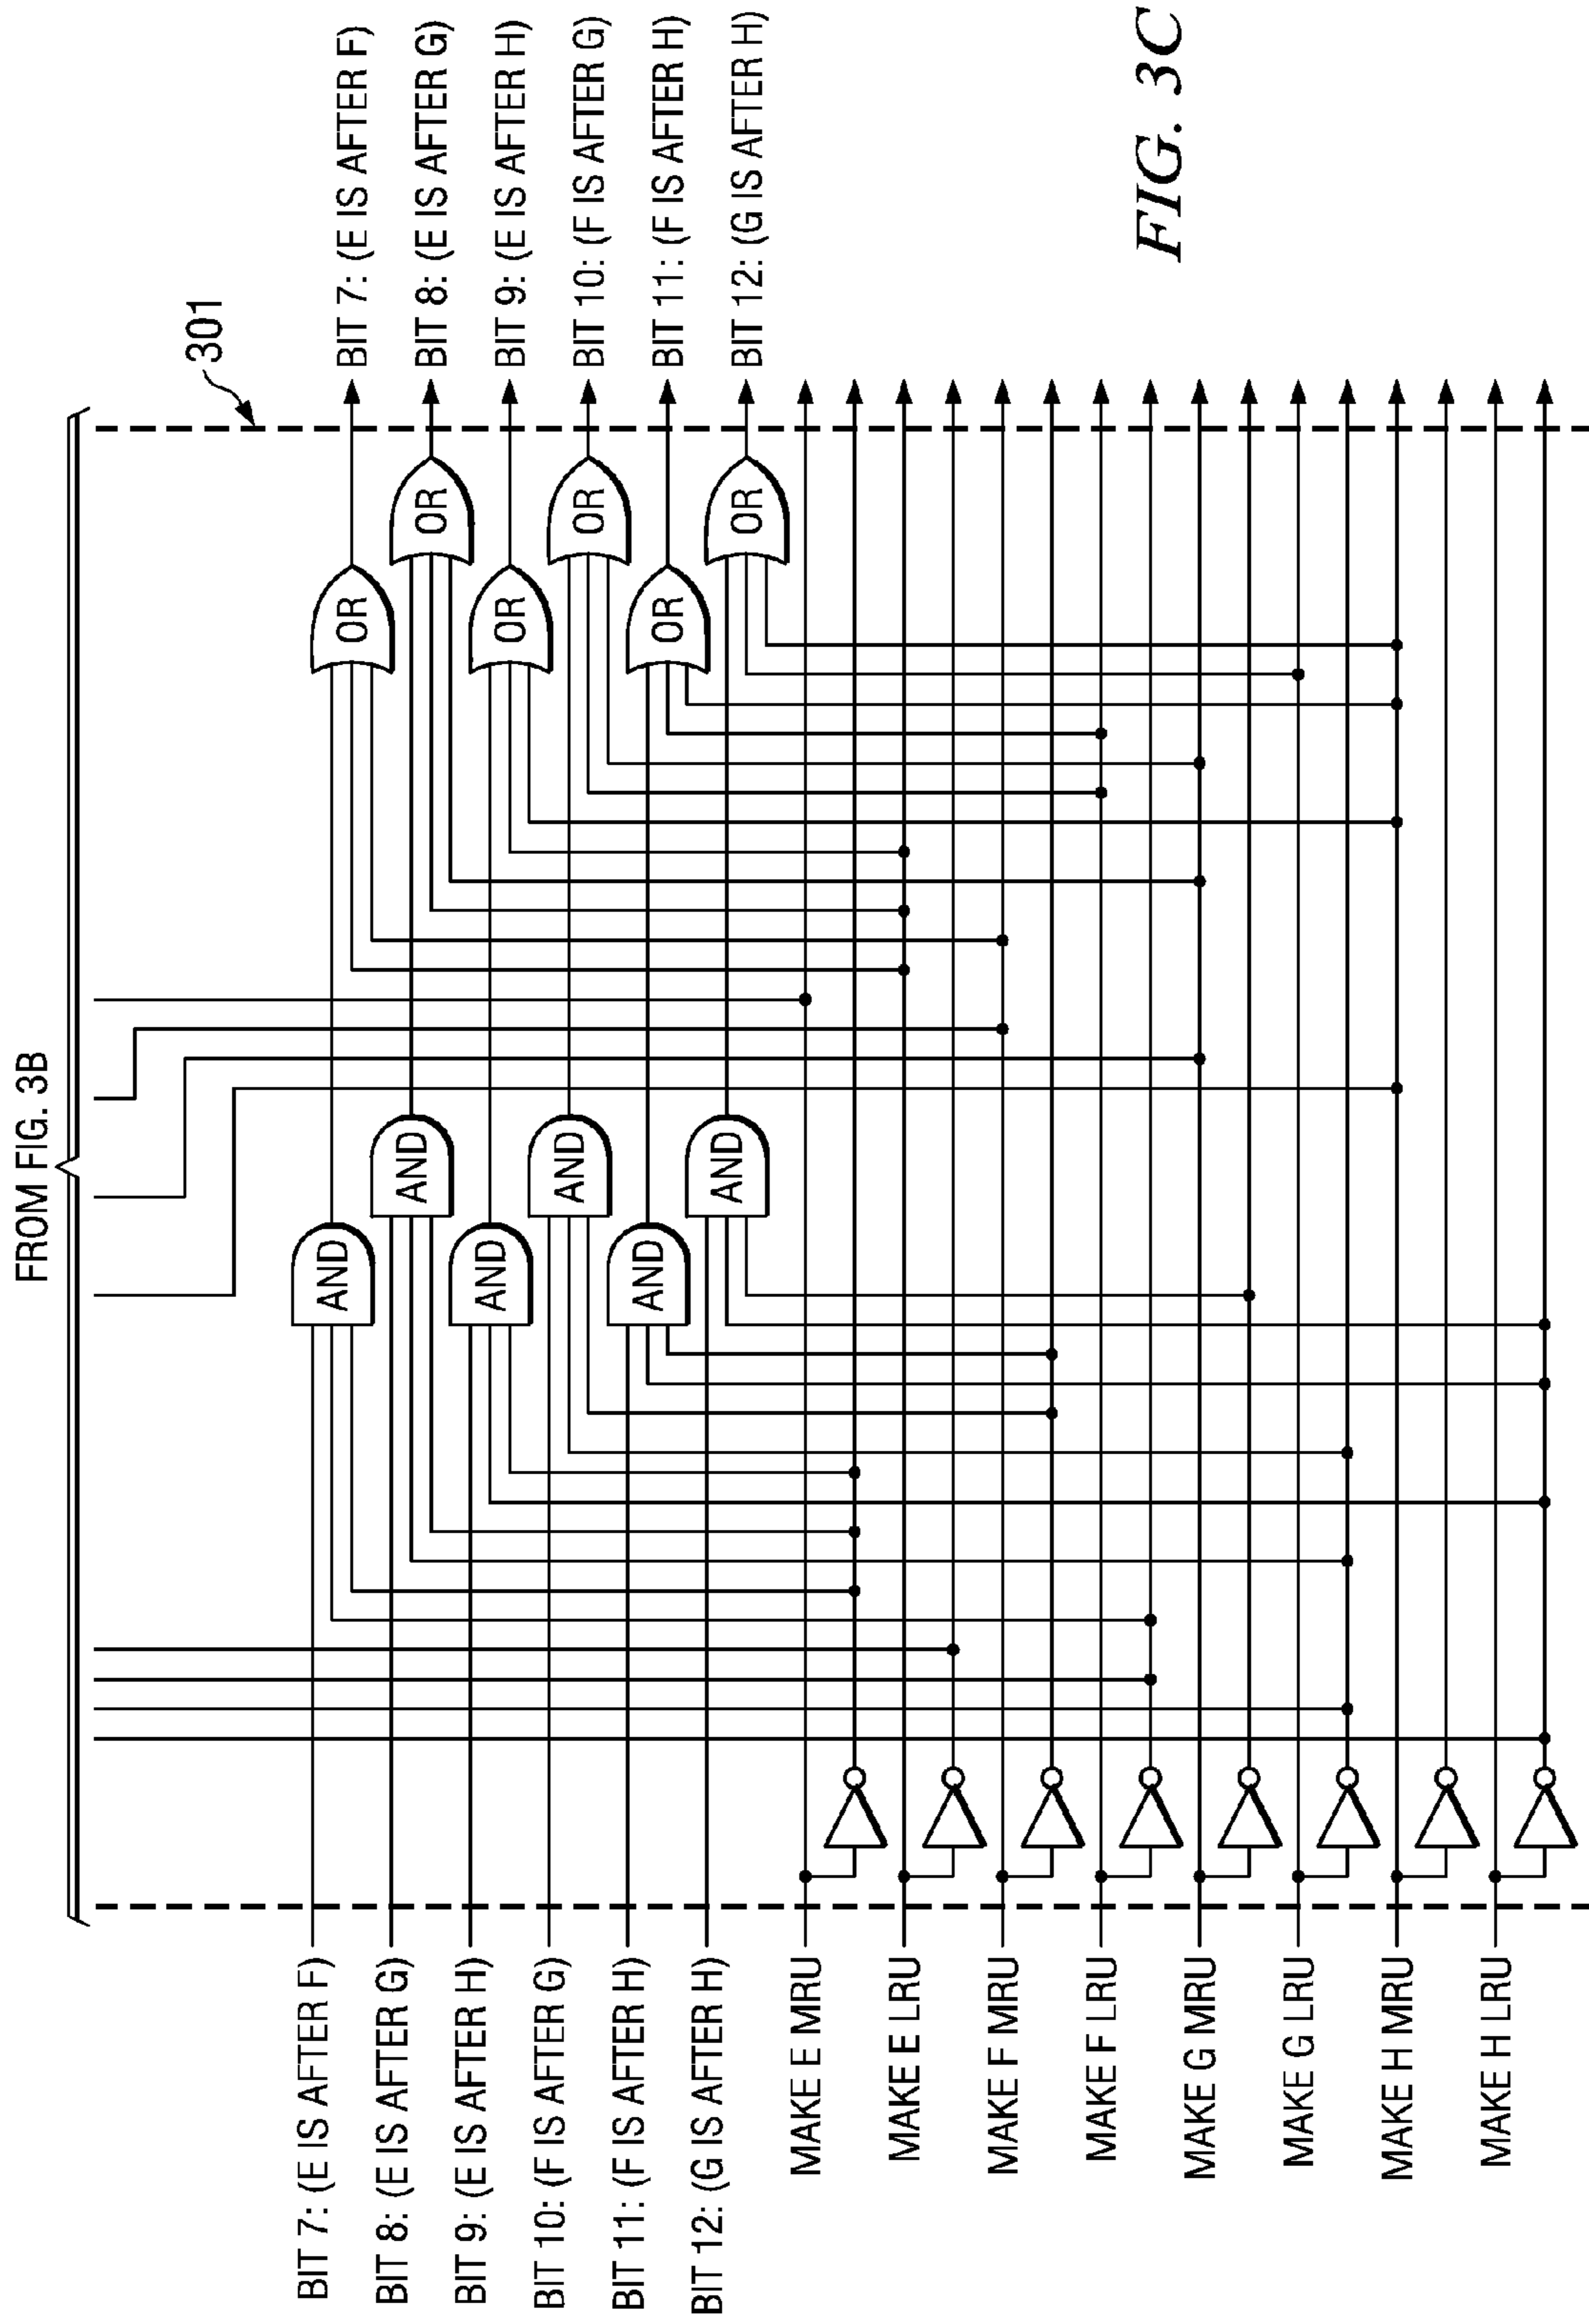 FROM FIG. 3B
301
BIT 7: (E IS AFTER F)
BIT 8: (E IS AFTER G)
BIT 9: (E IS AFTER H)
BIT 10: (F IS AFTER G)
BIT 11: (F IS AFTER H)
BIT 12: (G IS AFTER H)
MAKE E MRU
MAKE E LRU
MAKE F MRU
MAKE F LRU
MAKE G MRU
MAKE G LRU
MAKE H MRU
MAKE H LRU
AND
AND
AND
AND
AND
AND
OR
OR
OR
OR
OR
OR
BIT 7: (E IS AFTER F)
BIT 8: (E IS AFTER G)
BIT 9: (E IS AFTER H)
BIT 10: (F IS AFTER G)
BIT 11: (F IS AFTER H)
BIT 12: (G IS AFTER H)
FIG. 3C